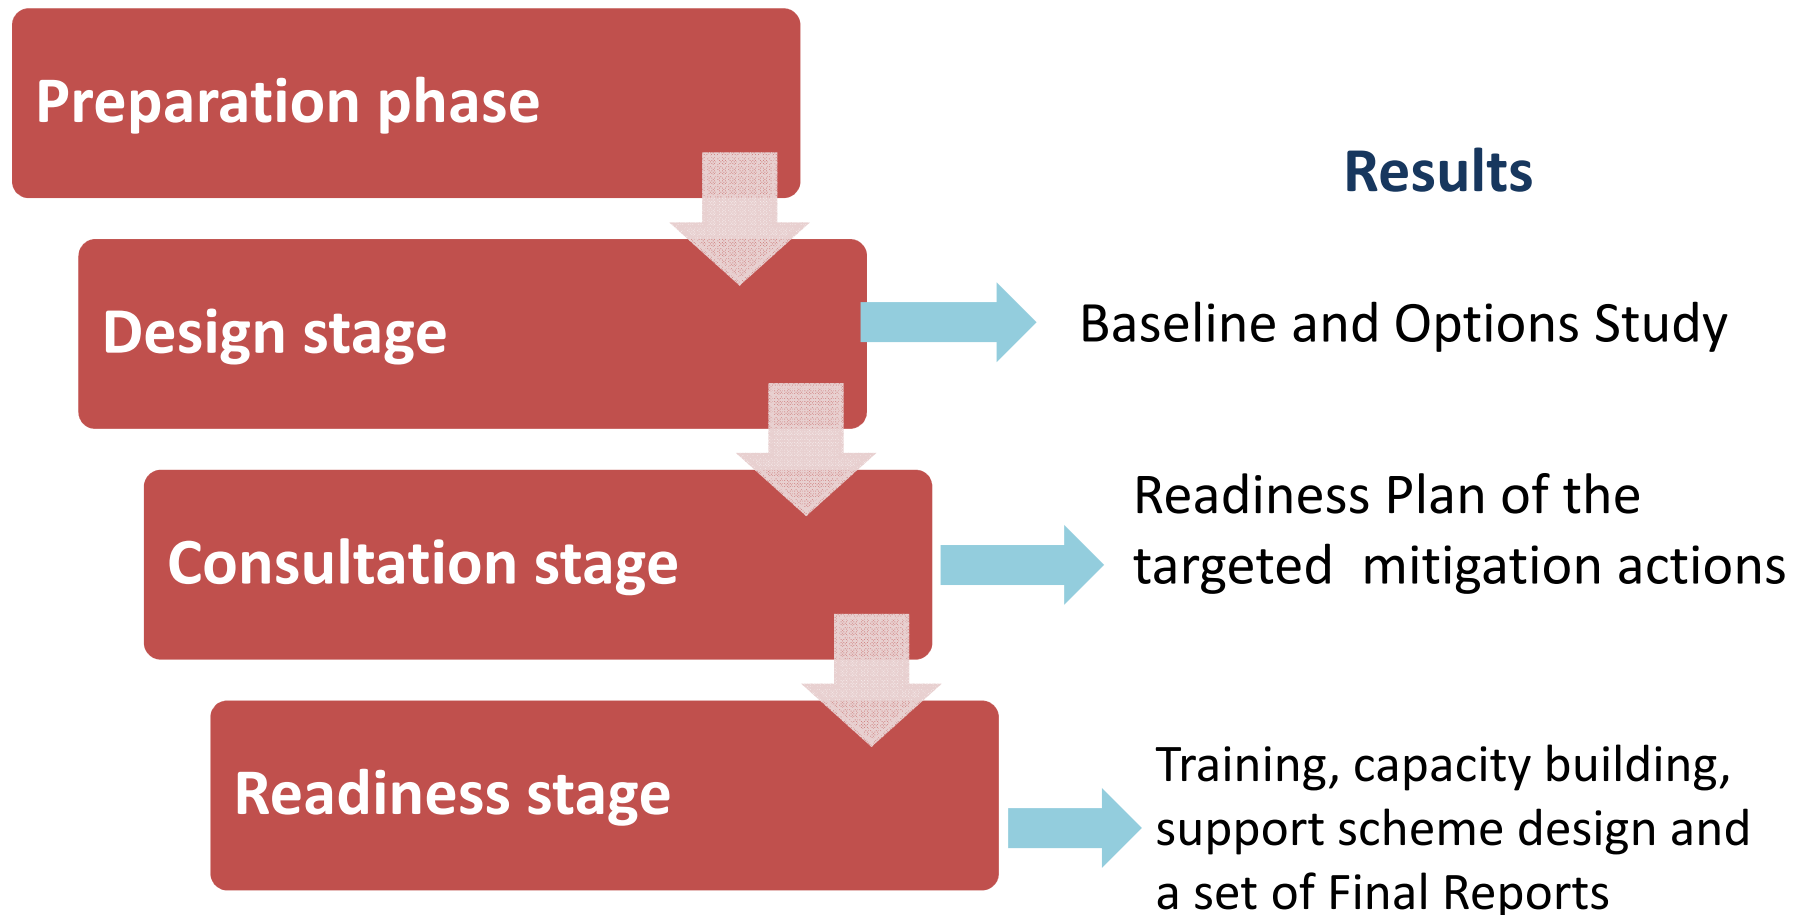 Preparation phase
Results
Design stage
Baseline and Options Study
Consultation stage
Readiness Plan of the
targeted  mitigation actions
Readiness stage
Training, capacity building,
support scheme design and
a set of Final Reports